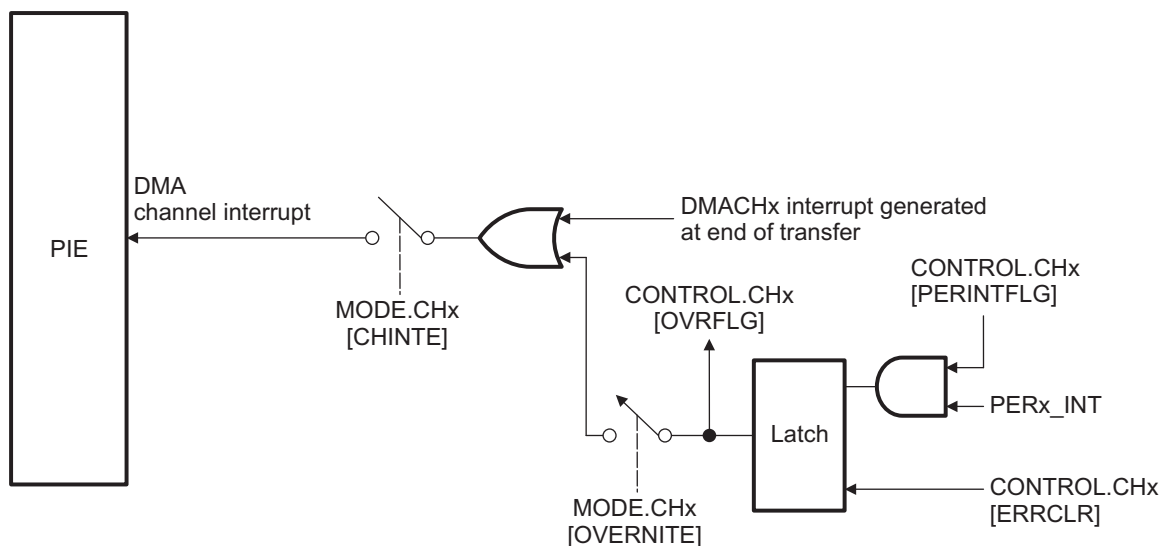 PIE
DMA
channel interrupt
MODE.CHx
[CHINTE]
DMACHx interrupt generated
at end of transfer
CONTROL.CHx
[OVRFLG]
CONTROL.CHx
[PERINTFLG]
PERx_INT
Latch
MODE.CHx
[OVERNITE]
CONTROL.CHx
[ERRCLR]